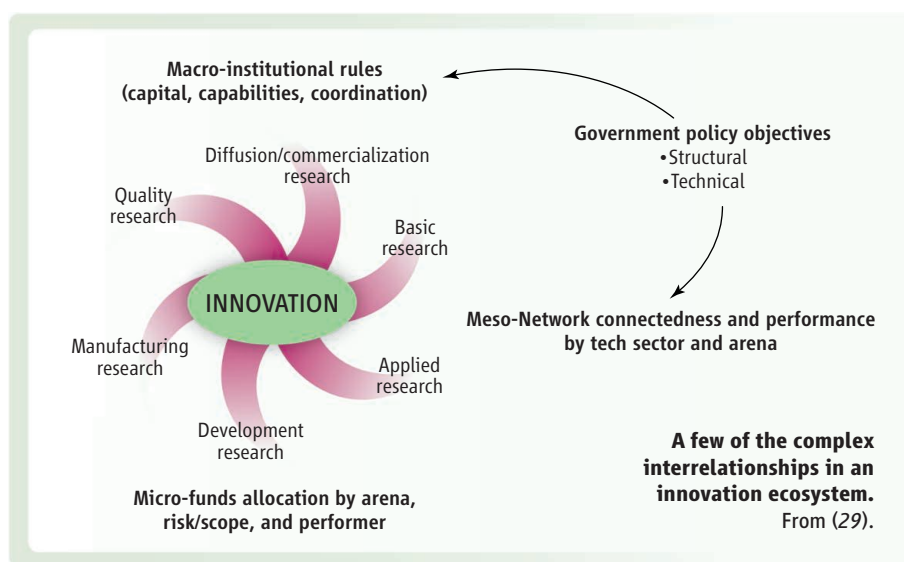 Macro-institutional rules
(capital, capabilities, coordination)
Government policy objectives
•Structural
•Technical
Diffusion/commercialization
research
Quality
research
Basic
research
INNOVATION
Meso-Network connectedness and performance
by tech sector and arena
Manufacturing
research
Applied
research
Development
research
Micro-funds allocation by arena,
risk/scope, and performer
A few of the complex
interrelationships in an
innovation ecosystem.
From (29).